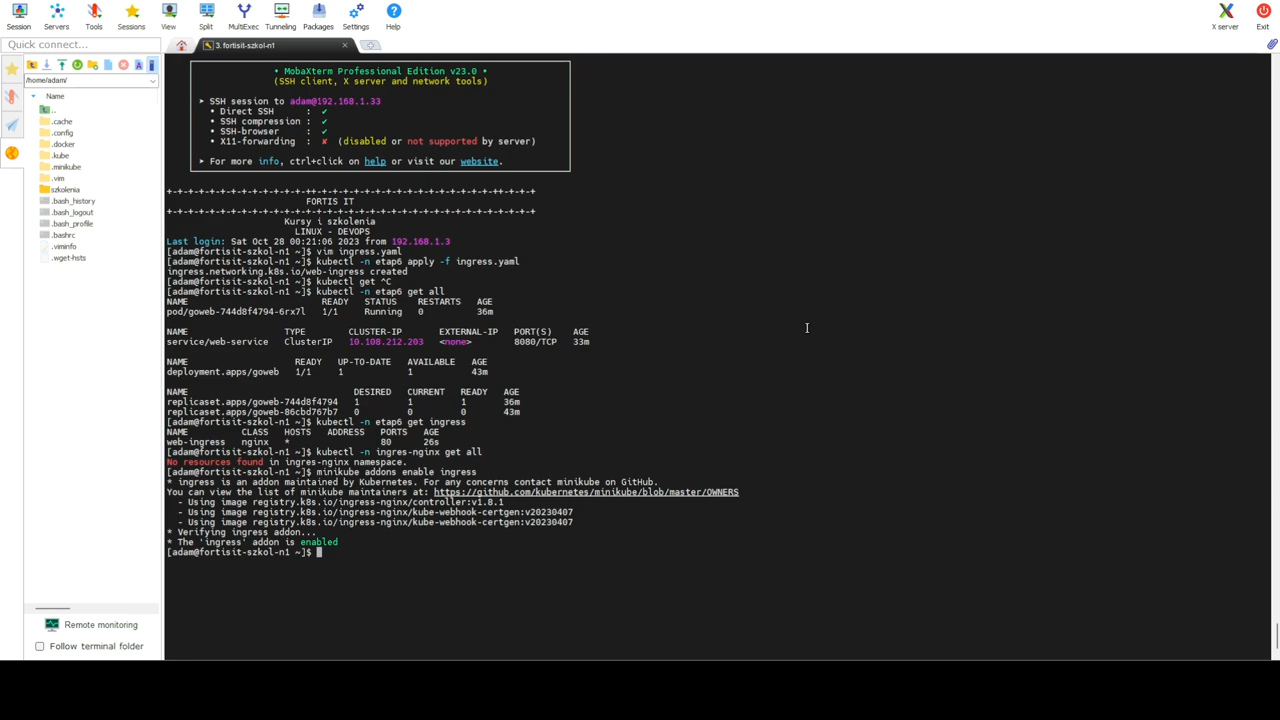 Session Servers Tools Sessions View Split MultiExec Tunneling Packages Settings Help X server Exit
Quick connect...
3. fortisit-szkol-n1
/home/adam/
Name
..
.cache
.config
.docker
.kube
.minikube
.vim
szkolenia
.bash_history
.bash_logout
.bash_profile
.bashrc
.viminfo
.wget-hsts
Remote monitoring
Follow terminal folder
• MobaXterm Professional Edition v23.0 •
(SSH client, X server and network tools)
➤ SSH session to adam@192.168.1.33
• Direct SSH : ✔
• SSH compression : ✔
• SSH-browser : ✔
• X11-forwarding : ✘ (disabled or not supported by server)
➤ For more info, ctrl+click on help or visit our website.
+-+-+-+-+-+-+-+-+-+-+-+-++-+-+-+-+-+-+-+-+-+-+-++-+-+-+
FORTIS IT
+-+-+-+-+-+-+-+-+-+-+-+-++-+-+-+-+-+-+-+-+-+-+-++-+-+-+
Kursy i szkolenia
LINUX - DEVOPS
Last login: Sat Oct 28 00:21:06 2023 from 192.168.1.3
[adam@fortisit-szkol-n1 ~]$ vim ingress.yaml
[adam@fortisit-szkol-n1 ~]$ kubectl -n etap6 apply -f ingress.yaml
ingress.networking.k8s.io/web-ingress created
[adam@fortisit-szkol-n1 ~]$ kubectl get ^C
[adam@fortisit-szkol-n1 ~]$ kubectl -n etap6 get all
NAME READY STATUS RESTARTS AGE
pod/goweb-744d8f4794-6rx7l 1/1 Running 0 36m
NAME TYPE CLUSTER-IP EXTERNAL-IP PORT(S) AGE
service/web-service ClusterIP 10.108.212.203 <none> 8080/TCP 33m
NAME READY UP-TO-DATE AVAILABLE AGE
deployment.apps/goweb 1/1 1 1 43m
NAME DESIRED CURRENT READY AGE
replicaset.apps/goweb-744d8f4794 1 1 1 36m
replicaset.apps/goweb-86cbd767b7 0 0 0 43m
[adam@fortisit-szkol-n1 ~]$ kubectl -n etap6 get ingress
NAME CLASS HOSTS ADDRESS PORTS AGE
web-ingress nginx * 80 26s
[adam@fortisit-szkol-n1 ~]$ kubectl -n ingres-nginx get all
No resources found in ingres-nginx namespace.
[adam@fortisit-szkol-n1 ~]$ minikube addons enable ingress
* ingress is an addon maintained by Kubernetes. For any concerns contact minikube on GitHub.
You can view the list of minikube maintainers at: https://github.com/kubernetes/minikube/blob/master/OWNERS
- Using image registry.k8s.io/ingress-nginx/controller:v1.8.1
- Using image registry.k8s.io/ingress-nginx/kube-webhook-certgen:v20230407
- Using image registry.k8s.io/ingress-nginx/kube-webhook-certgen:v20230407
* Verifying ingress addon...
* The 'ingress' addon is enabled
[adam@fortisit-szkol-n1 ~]$